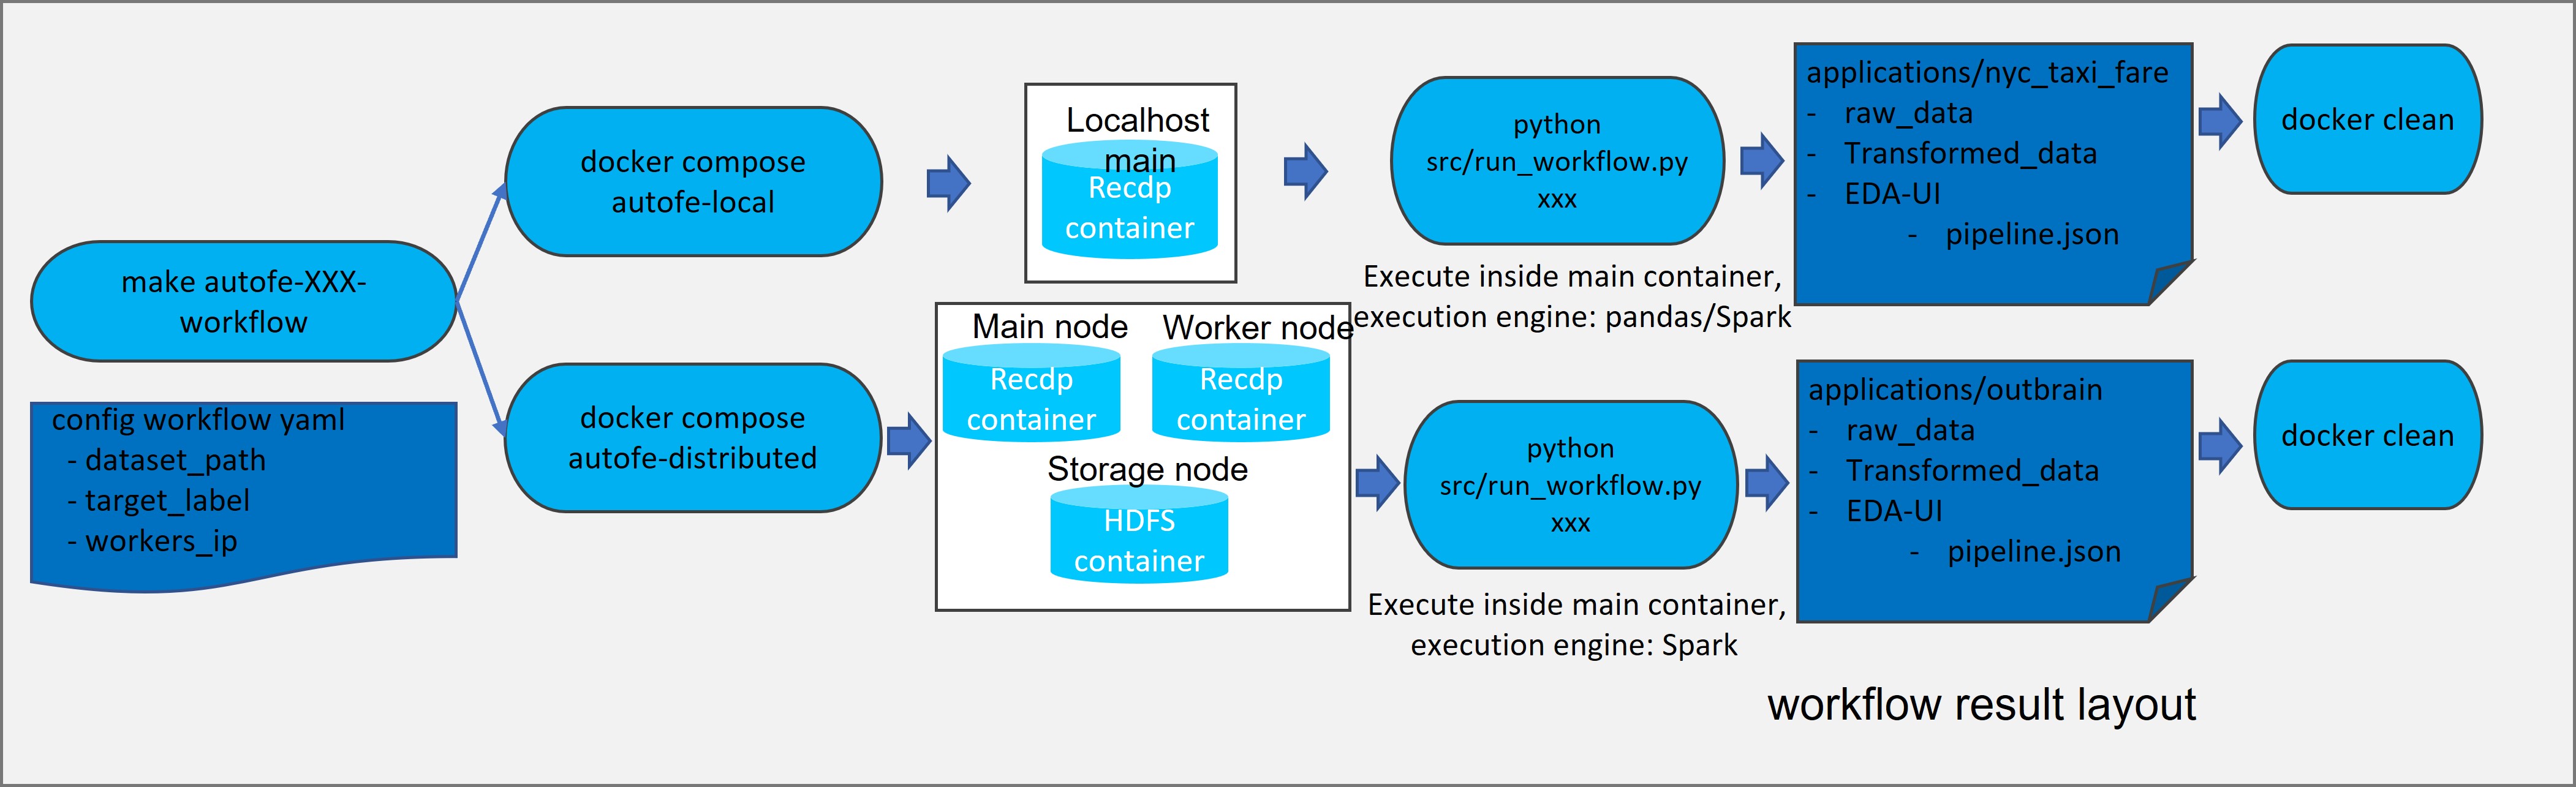 make autofe-XXX-
workflow
config workflow yaml
- dataset_path
- target_label
- workers_ip
docker compose
autofe-local
Localhost
main
Recdp
container
python
src/run_workflow.py
xxx
Execute inside main container,
execution engine: pandas/Spark
applications/nyc_taxi_fare
- raw_data
- Transformed_data
- EDA-UI
- pipeline.json
docker clean
docker compose
autofe-distributed
Main node
Recdp
container
Worker node
Recdp
container
Storage node
HDFS
container
python
src/run_workflow.py
xxx
Execute inside main container,
execution engine: Spark
applications/outbrain
- raw_data
- Transformed_data
- EDA-UI
- pipeline.json
docker clean
workflow result layout